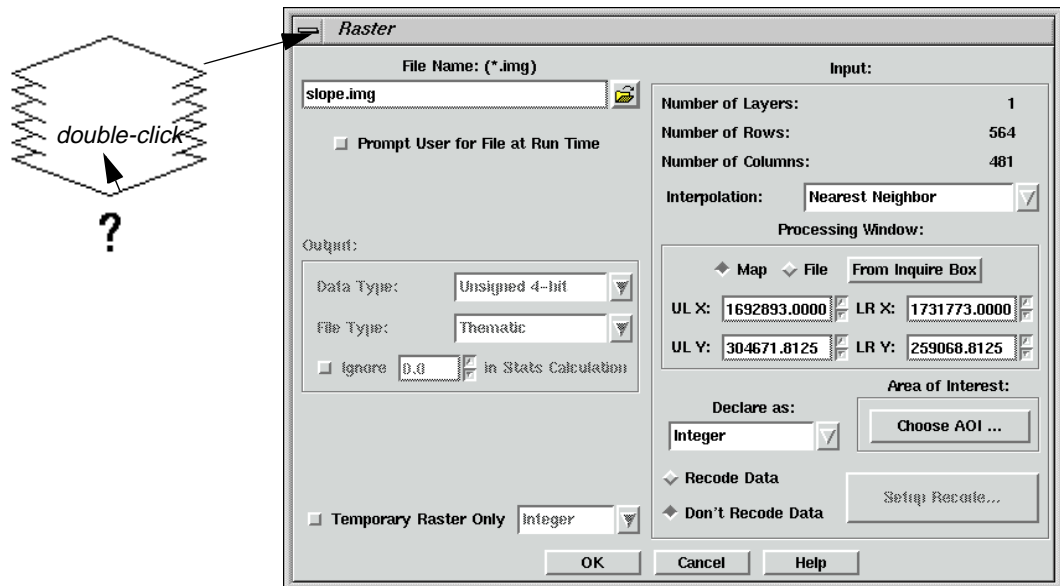 double-click
?
Raster
File Name: (*.img)
slope.img
Prompt User for File at Run Time
Output:
Data Type: Unsigned 4-bit
File Type: Thematic
Ignore 0.0 in Stats Calculation
Temporary Raster Only Integer
Input:
Number of Layers: 1
Number of Rows: 564
Number of Columns: 481
Interpolation: Nearest Neighbor
Processing Window:
Map File From Inquire Box
UL X: 1692893.0000 LR X: 1731773.0000
UL Y: 304671.8125 LR Y: 259068.8125
Area of Interest:
Declare as:
Choose AOI ...
Integer
Recode Data
Setup Recode...
Don't Recode Data
OK Cancel Help